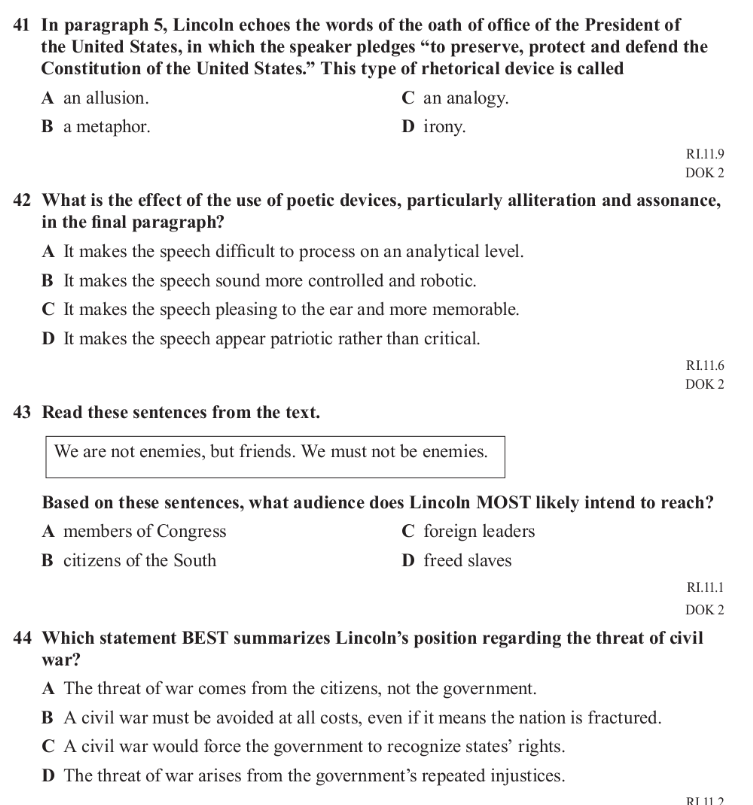 41 In paragraph 5, Lincoln echoes the words of the oath of office of the President of
the United States, in which the speaker pledges “to preserve, protect and defend the
Constitution of the United States.” This type of rhetorical device is called
A an allusion. C an analogy.
B a metaphor. D irony.
RI.11.9
DOK 2
42 What is the effect of the use of poetic devices, particularly alliteration and assonance,
in the final paragraph?
A It makes the speech difficult to process on an analytical level.
B It makes the speech sound more controlled and robotic.
C It makes the speech pleasing to the ear and more memorable.
D It makes the speech appear patriotic rather than critical.
RI.11.6
DOK 2
43 Read these sentences from the text.
We are not enemies, but friends. We must not be enemies.
Based on these sentences, what audience does Lincoln MOST likely intend to reach?
A members of Congress C foreign leaders
B citizens of the South D freed slaves
RI.11.1
DOK 2
44 Which statement BEST summarizes Lincoln’s position regarding the threat of civil
war?
A The threat of war comes from the citizens, not the government.
B A civil war must be avoided at all costs, even if it means the nation is fractured.
C A civil war would force the government to recognize states’ rights.
D The threat of war arises from the government’s repeated injustices.
RI.11.2